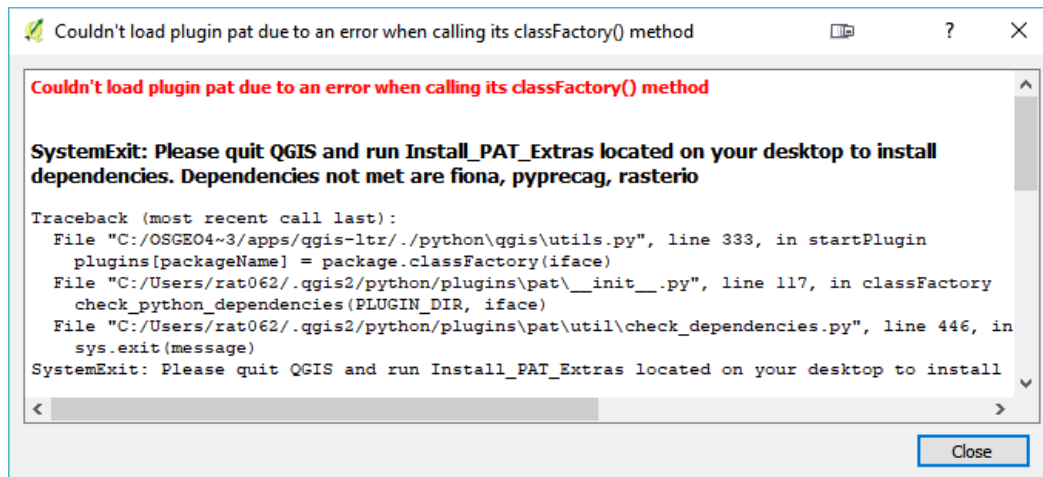 Couldn't load plugin pat due to an error when calling its classFactory() method
Couldn't load plugin pat due to an error when calling its classFactory() method
SystemExit: Please quit QGIS and run Install_PAT_Extras located on your desktop to install
dependencies. Dependencies not met are fiona, pyprecag, rasterio
Traceback (most recent call last):
File "C:/OSGEO4~3/apps/qgis-ltr/./python\qgis\utils.py", line 333, in startPlugin
plugins[packageName] = package.classFactory(iface)
File "C:/Users/rat062/.qgis2/python/plugins\pat\__init__.py", line 117, in classFactory
check_python_dependencies(PLUGIN_DIR, iface)
File "C:/Users/rat062/.qgis2/python/plugins\pat\util\check_dependencies.py", line 446, in
sys.exit(message)
SystemExit: Please quit QGIS and run Install_PAT_Extras located on your desktop to install
Close